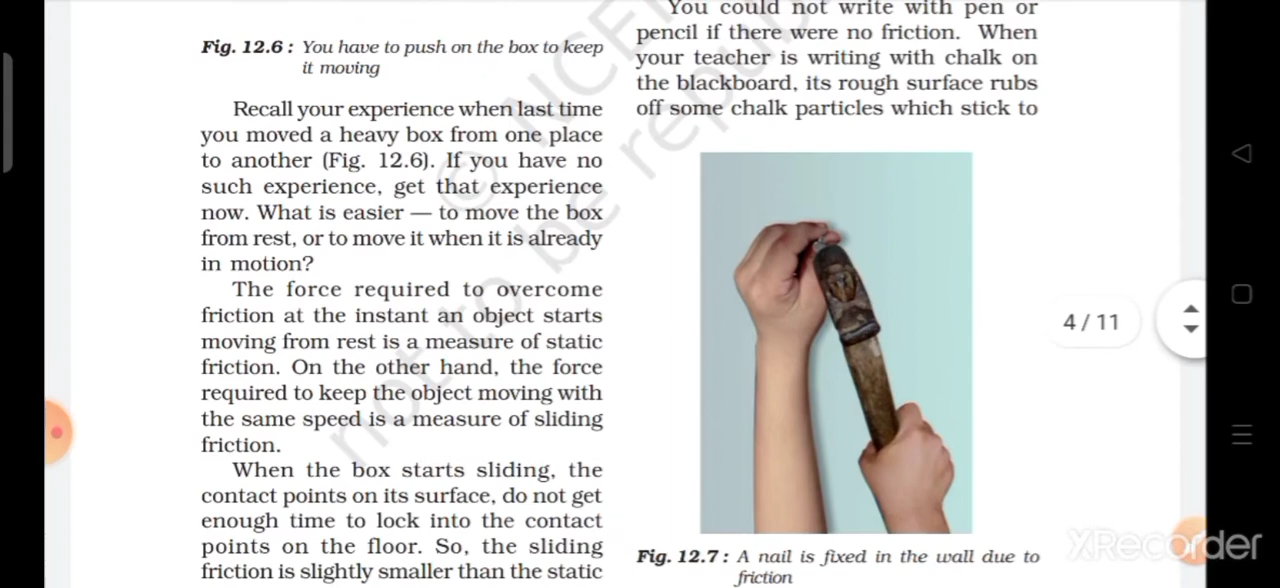 Fig. 12.6 : You have to push on the box to keep
it moving
Recall your experience when last time
you moved a heavy box from one place
to another (Fig. 12.6). If you have no
such experience, get that experience
now. What is easier — to move the box
from rest, or to move it when it is already
in motion?
The force required to overcome
friction at the instant an object starts
moving from rest is a measure of static
friction. On the other hand, the force
required to keep the object moving with
the same speed is a measure of sliding
friction.
When the box starts sliding, the
contact points on its surface, do not get
enough time to lock into the contact
points on the floor. So, the sliding
friction is slightly smaller than the static
You could not write with pen or
pencil if there were no friction. When
your teacher is writing with chalk on
the blackboard, its rough surface rubs
off some chalk particles which stick to
Fig. 12.7 : A nail is fixed in the wall due to
friction
4 / 11
© NCE
not to be repu
XRecorder